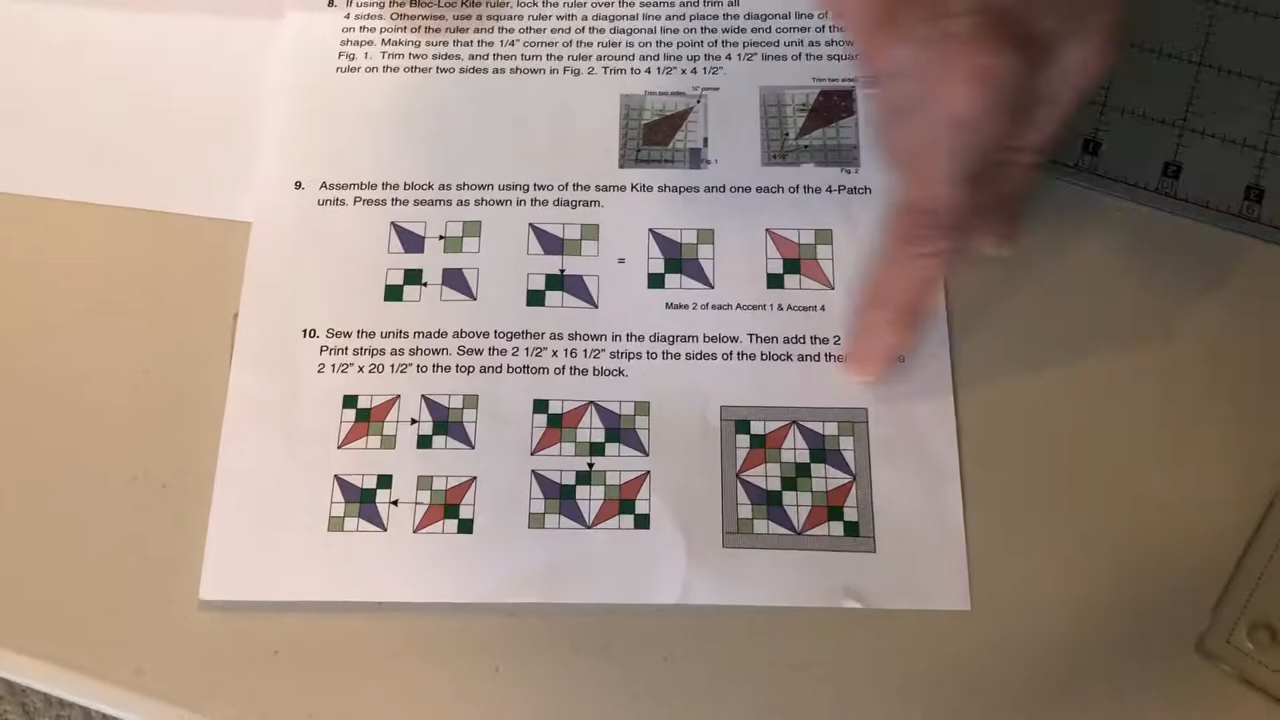 8. If using the Bloc-Loc Kite ruler, lock the ruler over the seams and trim all
4 sides. Otherwise, use a square ruler with a diagonal line and place the diagonal line of
on the point of the ruler and the other end of the diagonal line on the wide end corner of the
shape. Making sure that the 1/4" corner of the ruler is on the point of the pieced unit as show
Fig. 1. Trim two sides, and then turn the ruler around and line up the 4 1/2" lines of the squar
ruler on the other two sides as shown in Fig. 2. Trim to 4 1/2" x 4 1/2".
Trim two sides
¼" corner
Trim two side
Fig. 1
4 ½"
Fig. 2
9. Assemble the block as shown using two of the same Kite shapes and one each of the 4-Patch
units. Press the seams as shown in the diagram.
=
Make 2 of each Accent 1 & Accent 4
10. Sew the units made above together as shown in the diagram below. Then add the 2
Print strips as shown. Sew the 2 1/2" x 16 1/2" strips to the sides of the block and the
2 1/2" x 20 1/2" to the top and bottom of the block.